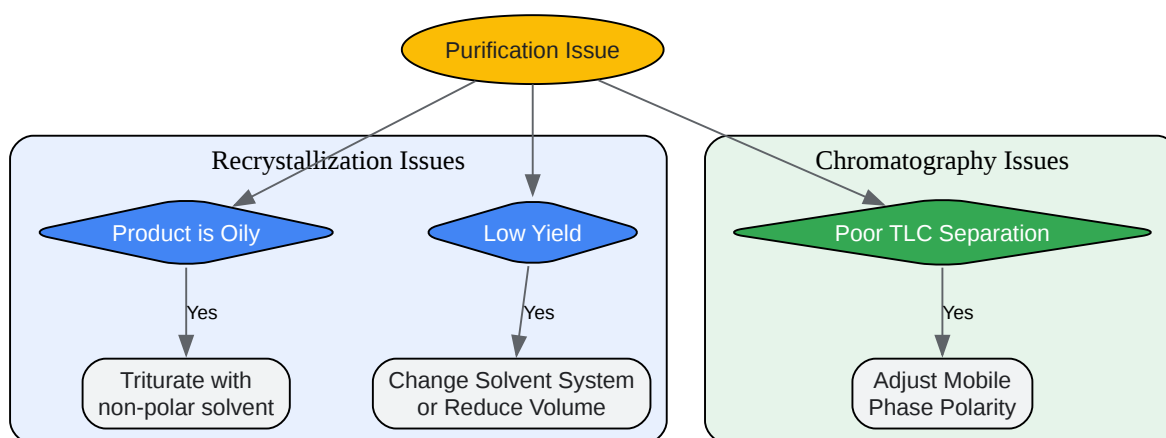 Purification Issue
Recrystallization Issues
Chromatography Issues
Product is Oily
Low Yield
Poor TLC Separation
Yes
Yes
Yes
Triturate with
non-polar solvent
Change Solvent System
or Reduce Volume
Adjust Mobile
Phase Polarity